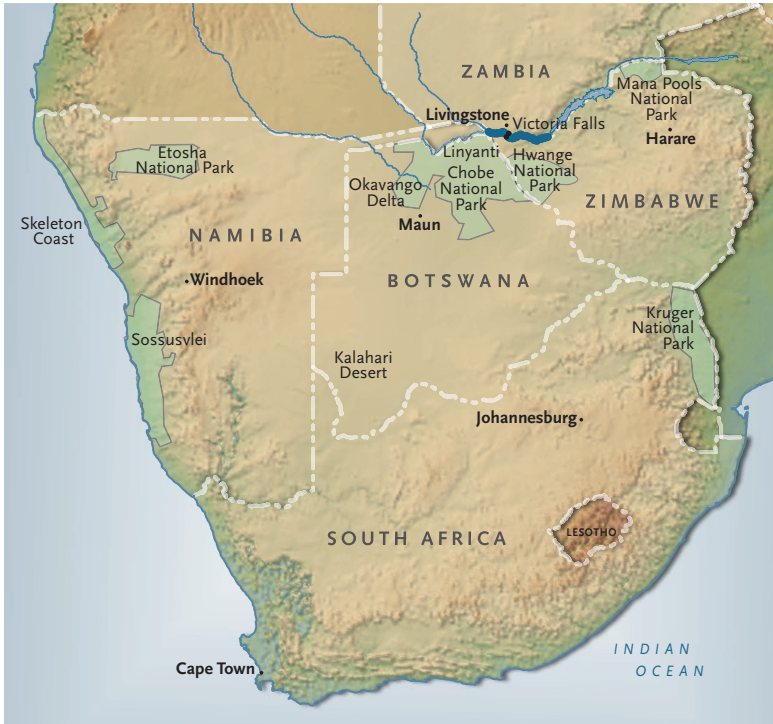 ZAMBIA
Mana Pools
National
Park
Livingstone
Victoria Falls
Harare
Etosha
National Park
Linyanti
Hwange
National
Park
Chobe
National
Park
Okavango
Delta
Maun
ZIMBABWE
Skeleton
Coast
NAMIBIA
Windhoek
BOTSWANA
Kruger
National
Park
Sossusvlei
Kalahari
Desert
Johannesburg
SOUTH AFRICA
LESOTHO
INDIAN
OCEAN
Cape Town